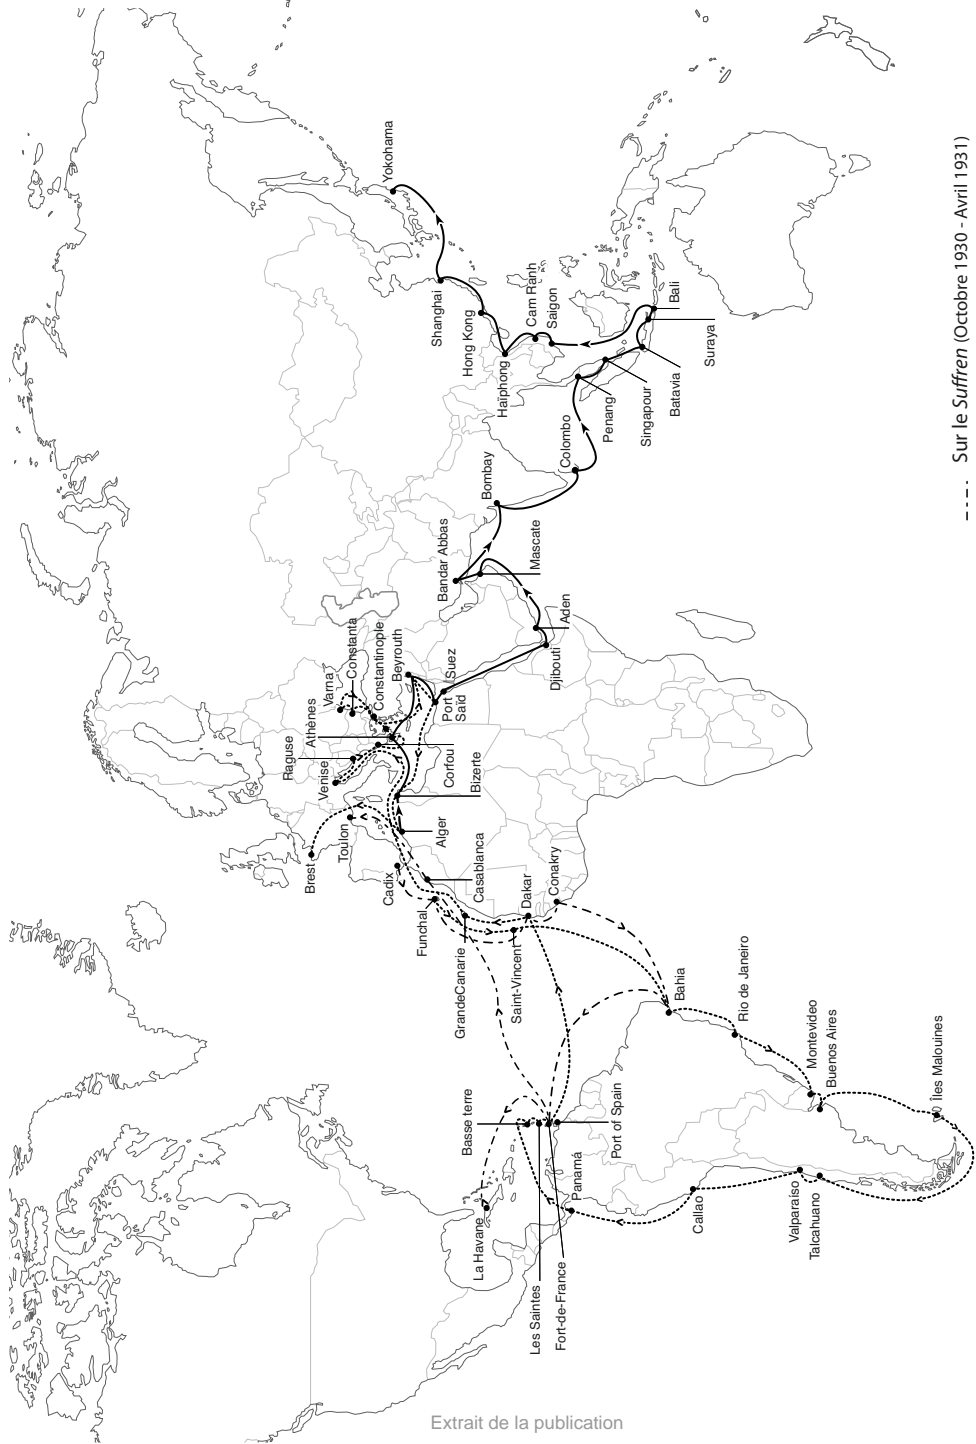 Yokohama
Shanghai
Hong Kong
Haïphong
Cam Ranh
Saigon
Bali
Suraya
Batavia
Singapour
Penang
Colombo
Bombay
Bandar Abbas
Mascate
Aden
Djibouti
Suez
Port
Saïd
Beyrouth
Constantinople
Constanta
Varna
Athènes
Raguse
Venise
Corfou
Bizerte
Alger
Toulon
Brest
Cadix
Casablanca
Funchal
GrandeCanarie
Saint-Vincent
Dakar
Conakry
Bahia
Rio de Janeiro
Montevideo
Buenos Aires
Îles Malouines
Talcahuano
Valparaiso
Callao
Panamá
Port of Spain
Basse terre
La Havane
Les Saintes
Fort-de-France
Sur le Suffren (Octobre 1930 - Avril 1931)
Extrait de la publication